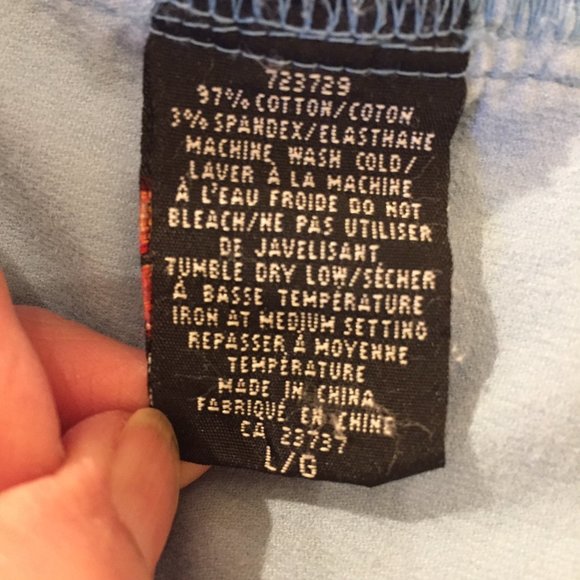 723729
97% COTTON/COTON
3% SPANDEX/ELASTHANE
MACHINE WASH COLD/
LAVER À LA MACHINE
À L'EAU FROIDE DO NOT
BLEACH/NE PAS UTILISER
DE JAVELISANT
TUMBLE DRY LOW/SÉCHER
À BASSE TEMPÉRATURE
IRON AT MEDIUM SETTING
REPASSER À MOYENNE
TEMPÉRATURE
MADE IN CHINA
FABRIQUÉ EN CHINE
CA 23737
L/G